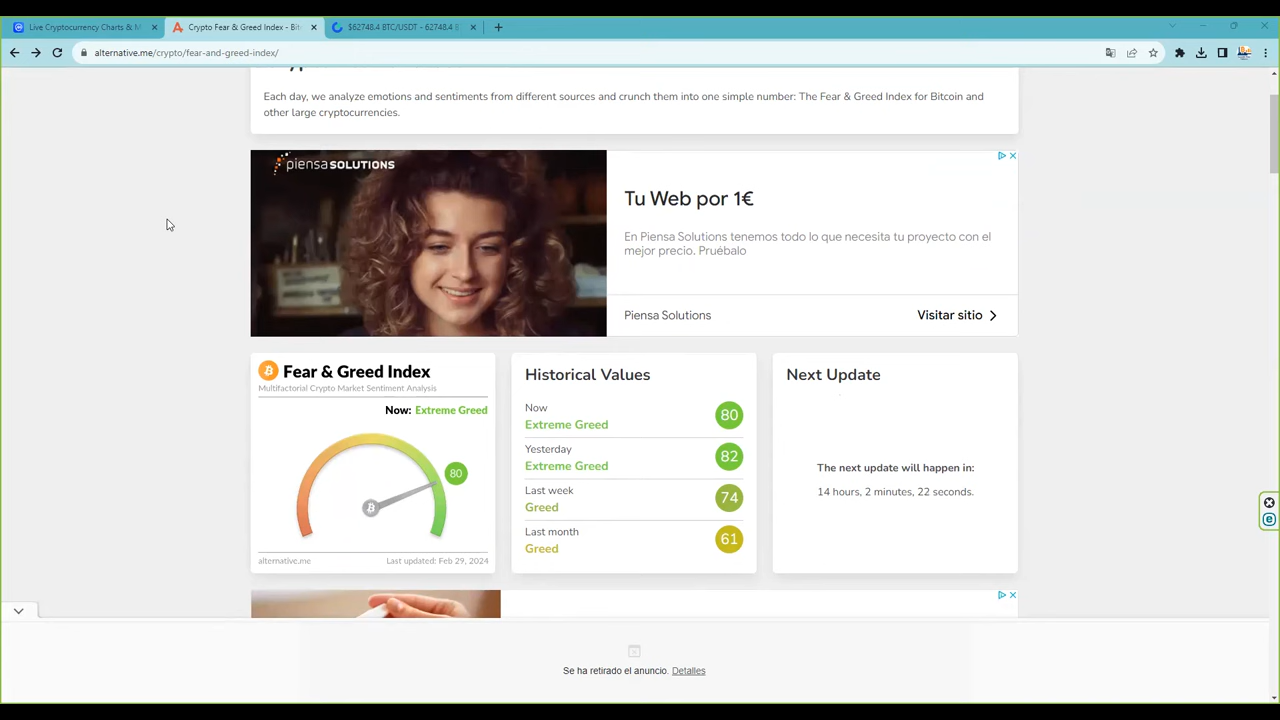 Live Cryptocurrency Charts & M
Crypto Fear & Greed Index - Bit
$62748.4 BTC/USDT - 62748.4 B
alternative.me/crypto/fear-and-greed-index/
Each day, we analyze emotions and sentiments from different sources and crunch them into one simple number: The Fear & Greed Index for Bitcoin and
other large cryptocurrencies.
piensa SOLUTIONS
Tu Web por 1€
En Piensa Solutions tenemos todo lo que necesita tu proyecto con el
mejor precio. Pruébalo
Piensa Solutions
Visitar sitio
Fear & Greed Index
Multifactorial Crypto Market Sentiment Analysis
Now: Extreme Greed
80
alternative.me
Last updated: Feb 29, 2024
Historical Values
Now
Extreme Greed
80
Yesterday
Extreme Greed
82
Last week
Greed
74
Last month
Greed
61
Next Update
The next update will happen in:
14 hours, 2 minutes, 22 seconds.
Se ha retirado el anuncio. Detalles